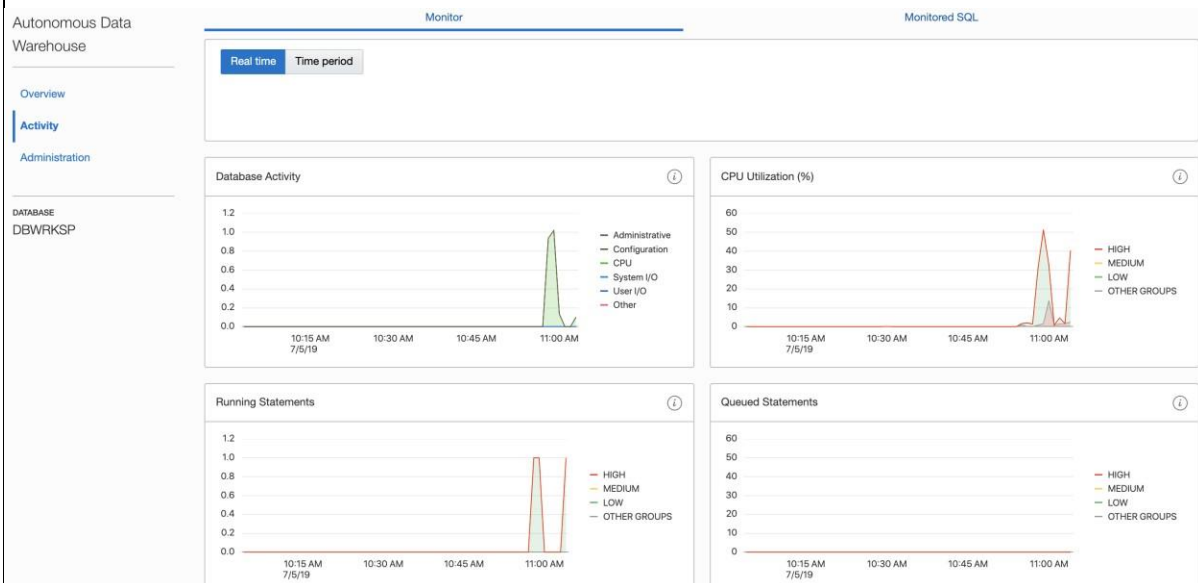 Autonomous Data
Warehouse
Overview
Activity
Administration
DATABASE
DBWRKSP
Monitor
Monitored SQL
Real time
Time period
Database Activity
i
1.2
1.0
0.8
0.6
0.4
0.2
0.0
10:15 AM 10:30 AM 10:45 AM 11:00 AM
7/5/19
Administrative
Configuration
CPU
System I/O
User I/O
Other
CPU Utilization (%)
i
60
50
40
30
20
10
0
10:15 AM 10:30 AM 10:45 AM 11:00 AM
7/5/19
HIGH
MEDIUM
LOW
OTHER GROUPS
Running Statements
i
1.2
1.0
0.8
0.6
0.4
0.2
0.0
10:15 AM 10:30 AM 10:45 AM 11:00 AM
7/5/19
HIGH
MEDIUM
LOW
OTHER GROUPS
Queued Statements
i
60
50
40
30
20
10
0
10:15 AM 10:30 AM 10:45 AM 11:00 AM
7/5/19
HIGH
MEDIUM
LOW
OTHER GROUPS